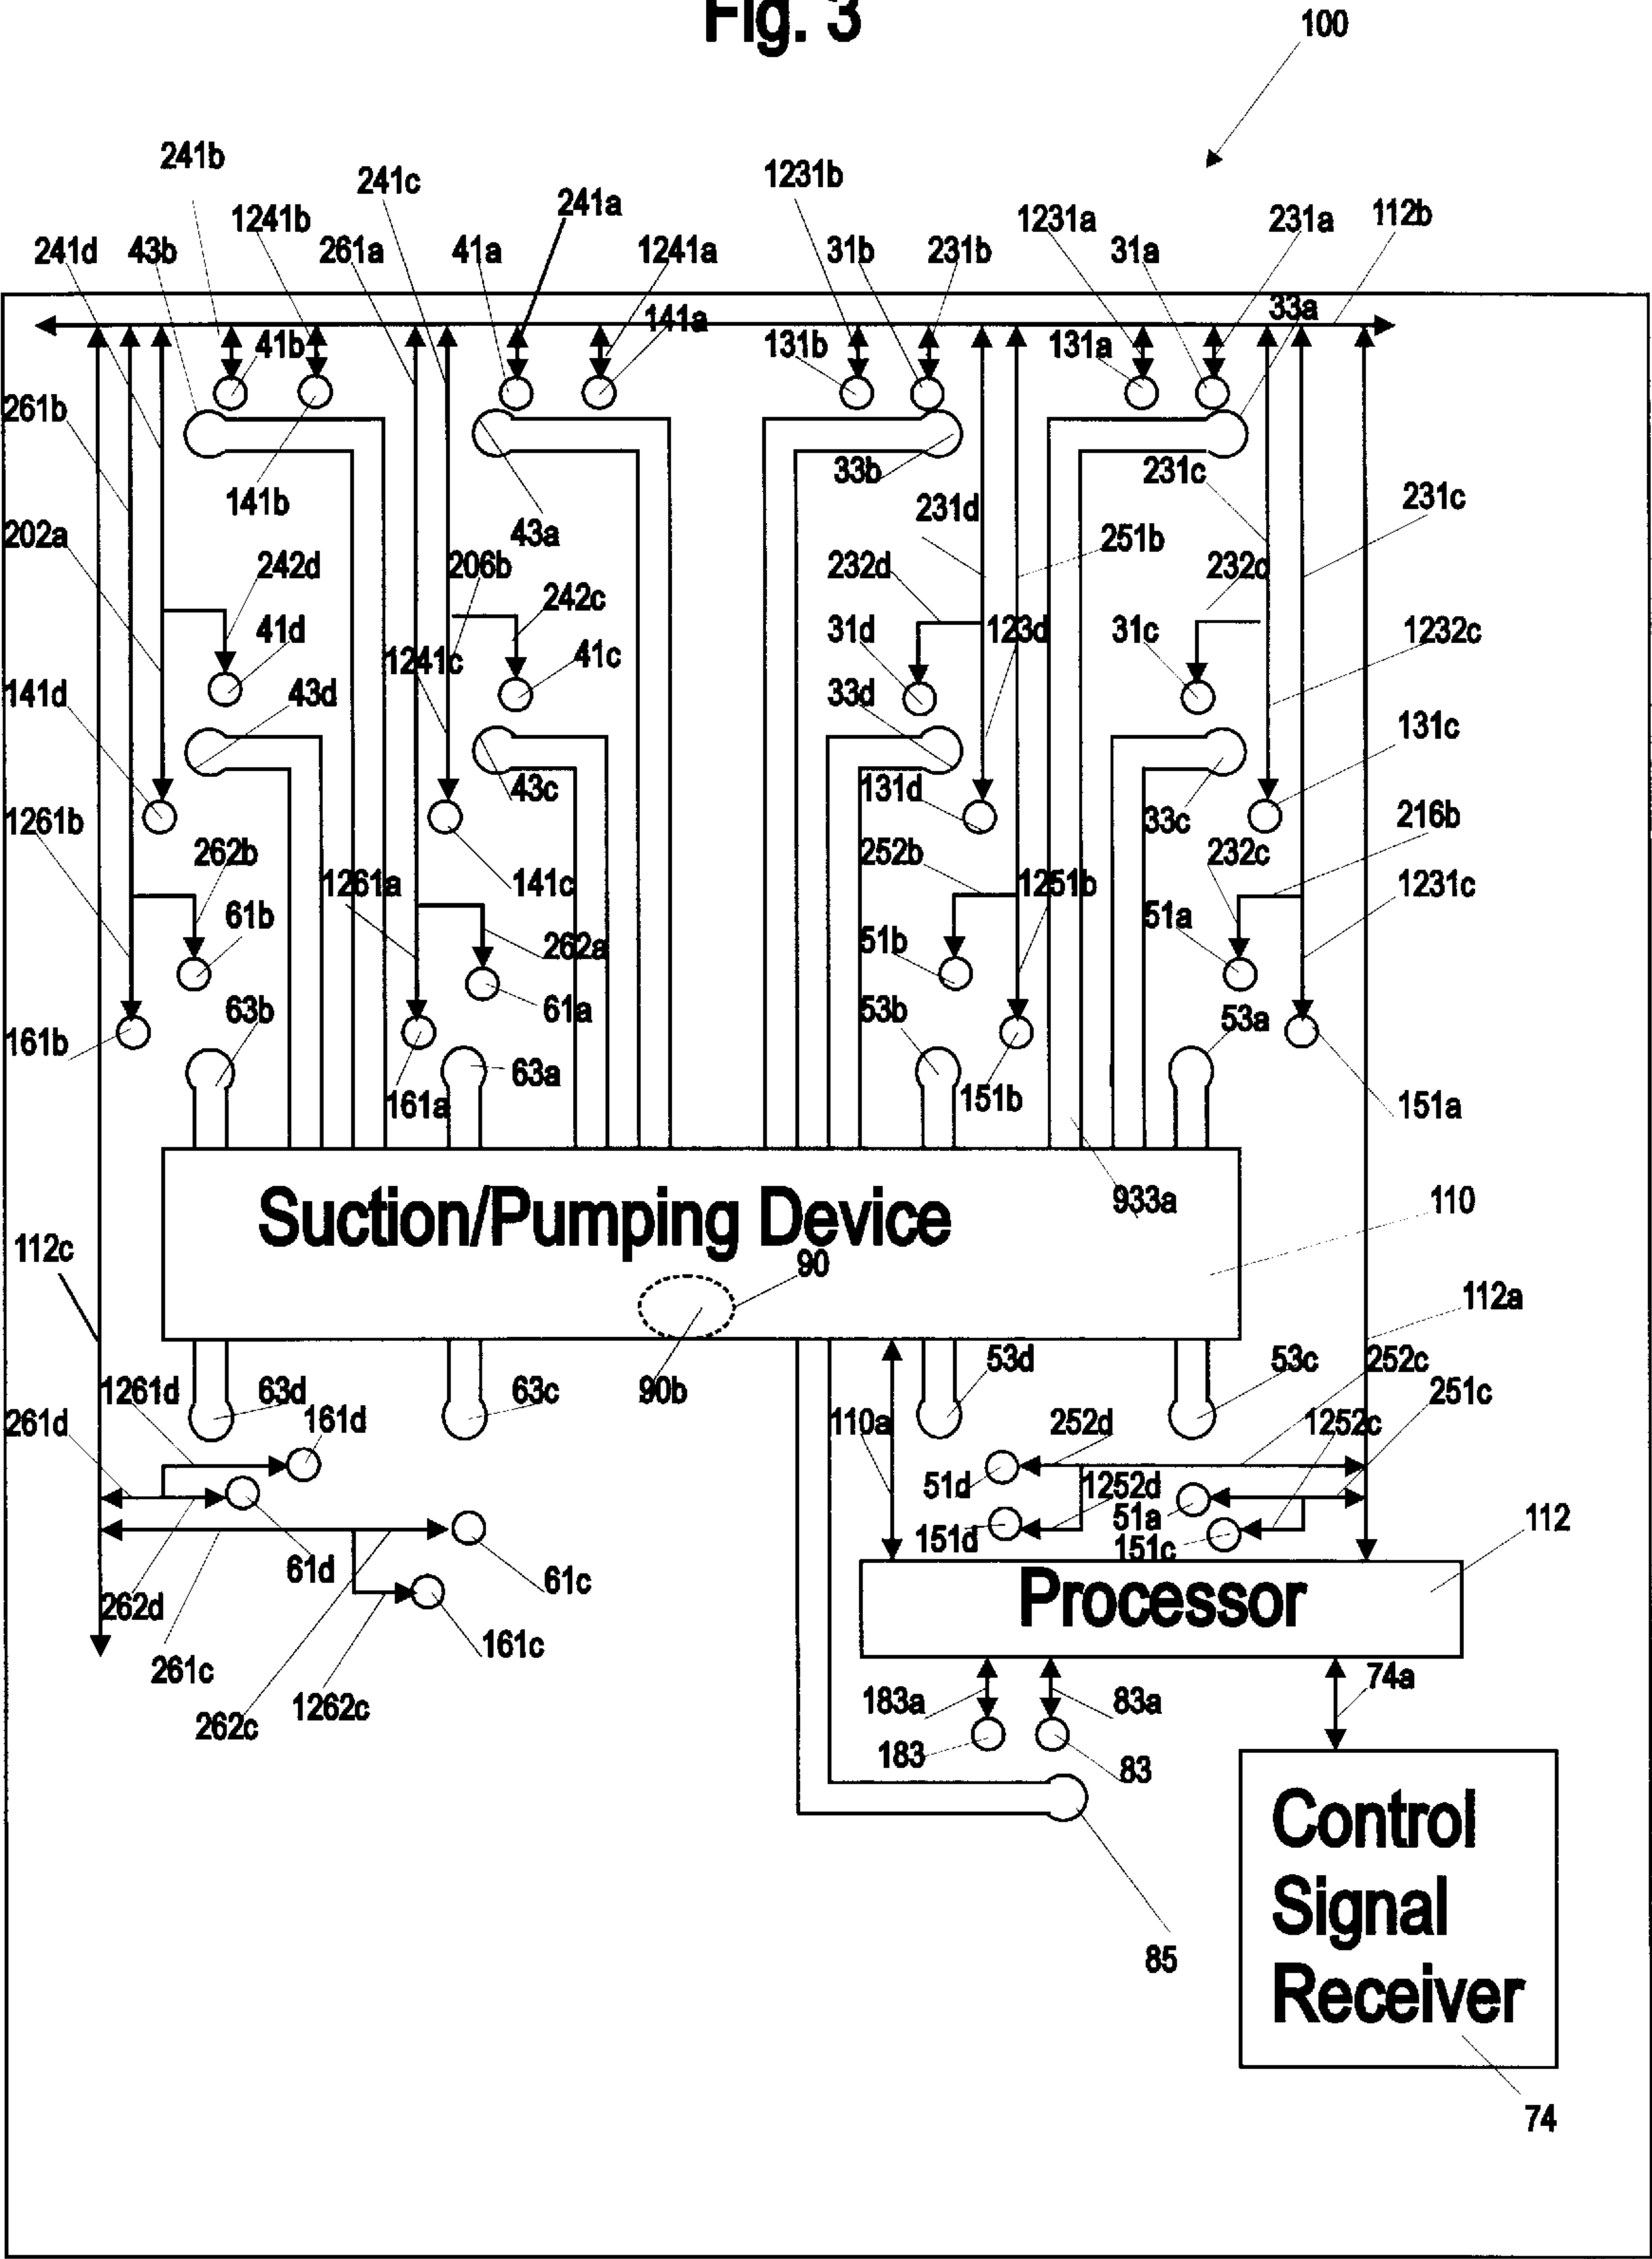 Fig. 3
100
241b
241c
241a
1231b
1241b
1231a
231a
112b
241d
43b
261a
41a
1241a
31b
231b
31a
33a
141a
41b
131b
131a
261b
33b
231c
141b
231d
231c
202a
43a
251b
242d
206b
232d
232c
242c
41d
1241c
41c
31d
123d
31c
1232c
141d
43d
33d
131c
43c
131d
33c
216b
1261b
262b
252b
232c
1261a
141c
1251b
1231c
61b
262a
51b
51a
63b
61a
53b
53a
161b
63a
161a
151b
151a
933a
110
Suction/Pumping Device
112c
90
112a
1261d
63d
63c
90b
53d
53c
252c
251c
261d
161d
110a
252d
1252c
51d
1252d
51a
151d
151c
112
61d
61c
262d
Processor
161c
261c
74a
262c
1262c
183a
83a
183
83
Control
Signal
Receiver
85
74